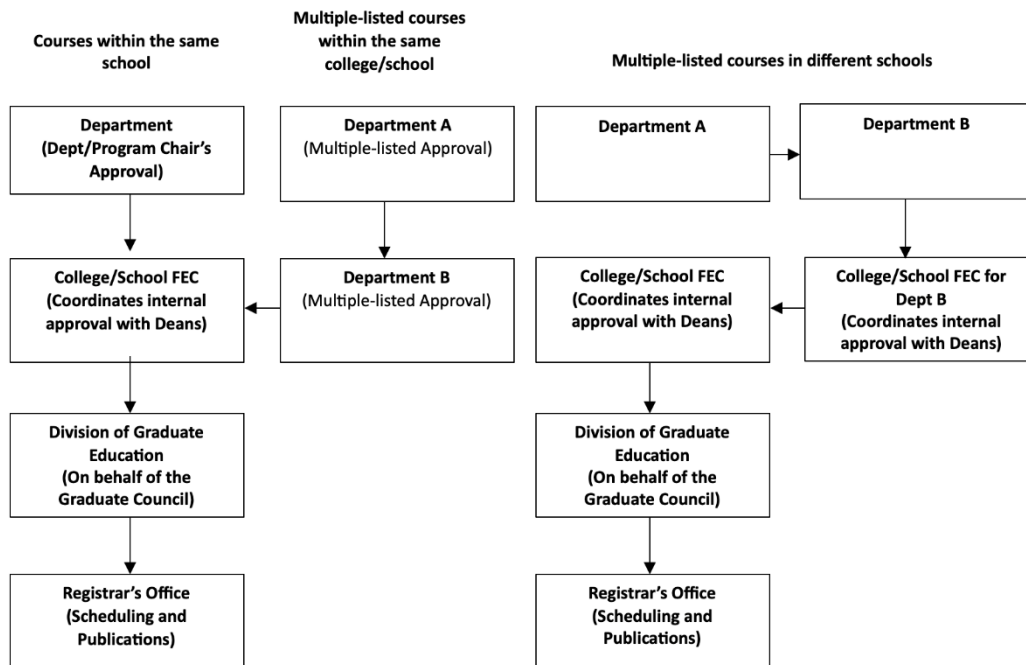 Courses within the same
school
Multiple-listed courses
within the same
college/school)
Multiple-listed courses in different schools
Department
(Dept/Program Chair’s
Approval)
Department A
(Multiple-listed Approval)
Department A
Department B
College/School FEC
(Coordinates internal
approval with Deans)
Department B
(Multiple-listed Approval)
College/School FEC
(Coordinates internal
approval with Deans)
College/School FEC for
Dept B
(Coordinates internal
approval with Deans)
Division of Graduate
Education
(On behalf of the
Graduate Council)
Division of Graduate
Education
(On behalf of the
Graduate Council)
Registrar’s Office
(Scheduling and
Publications)
Registrar’s Office
(Scheduling and
Publications)